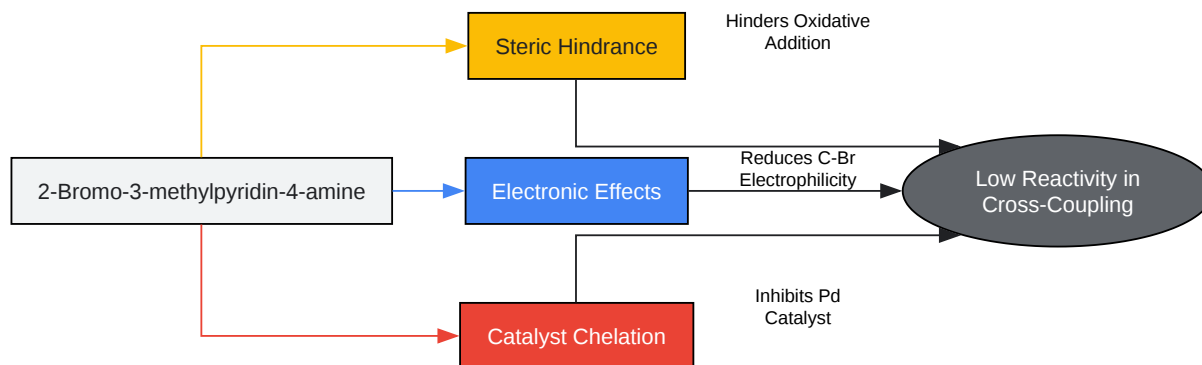 Hinders Oxidative
Addition
Steric Hindrance
2-Bromo-3-methylpyridin-4-amine
Electronic Effects
Reduces C-Br
Electrophilicity
Low Reactivity in
Cross-Coupling
Inhibits Pd
Catalyst
Catalyst Chelation